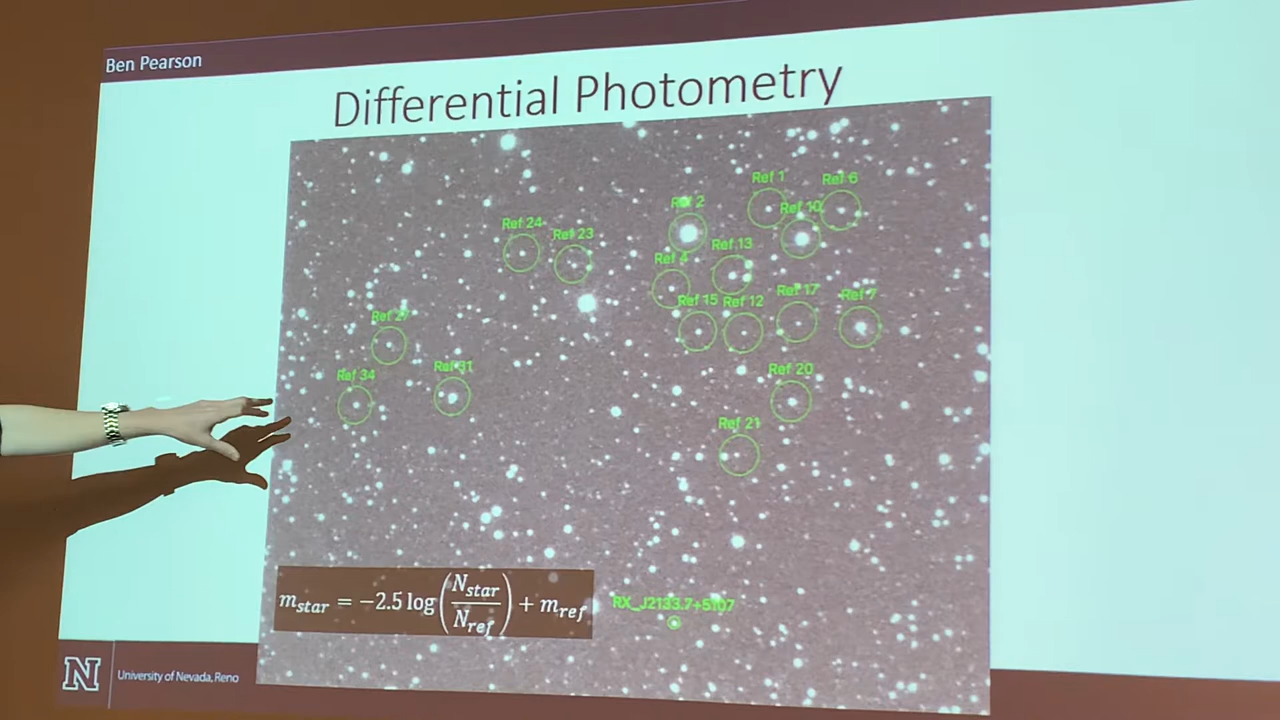 Ben Pearson
Differential Photometry
Ref 1
Ref 6
Ref 2
Ref 10
Ref 24
Ref 23
Ref 13
Ref 4
Ref 15
Ref 12
Ref 17
Ref 7
Ref 27
Ref 31
Ref 34
Ref 20
Ref 21
m_star = −2.5 log(N_star/N_ref) + m_ref
RX_J2133.7+5107
N
University of Nevada, Reno